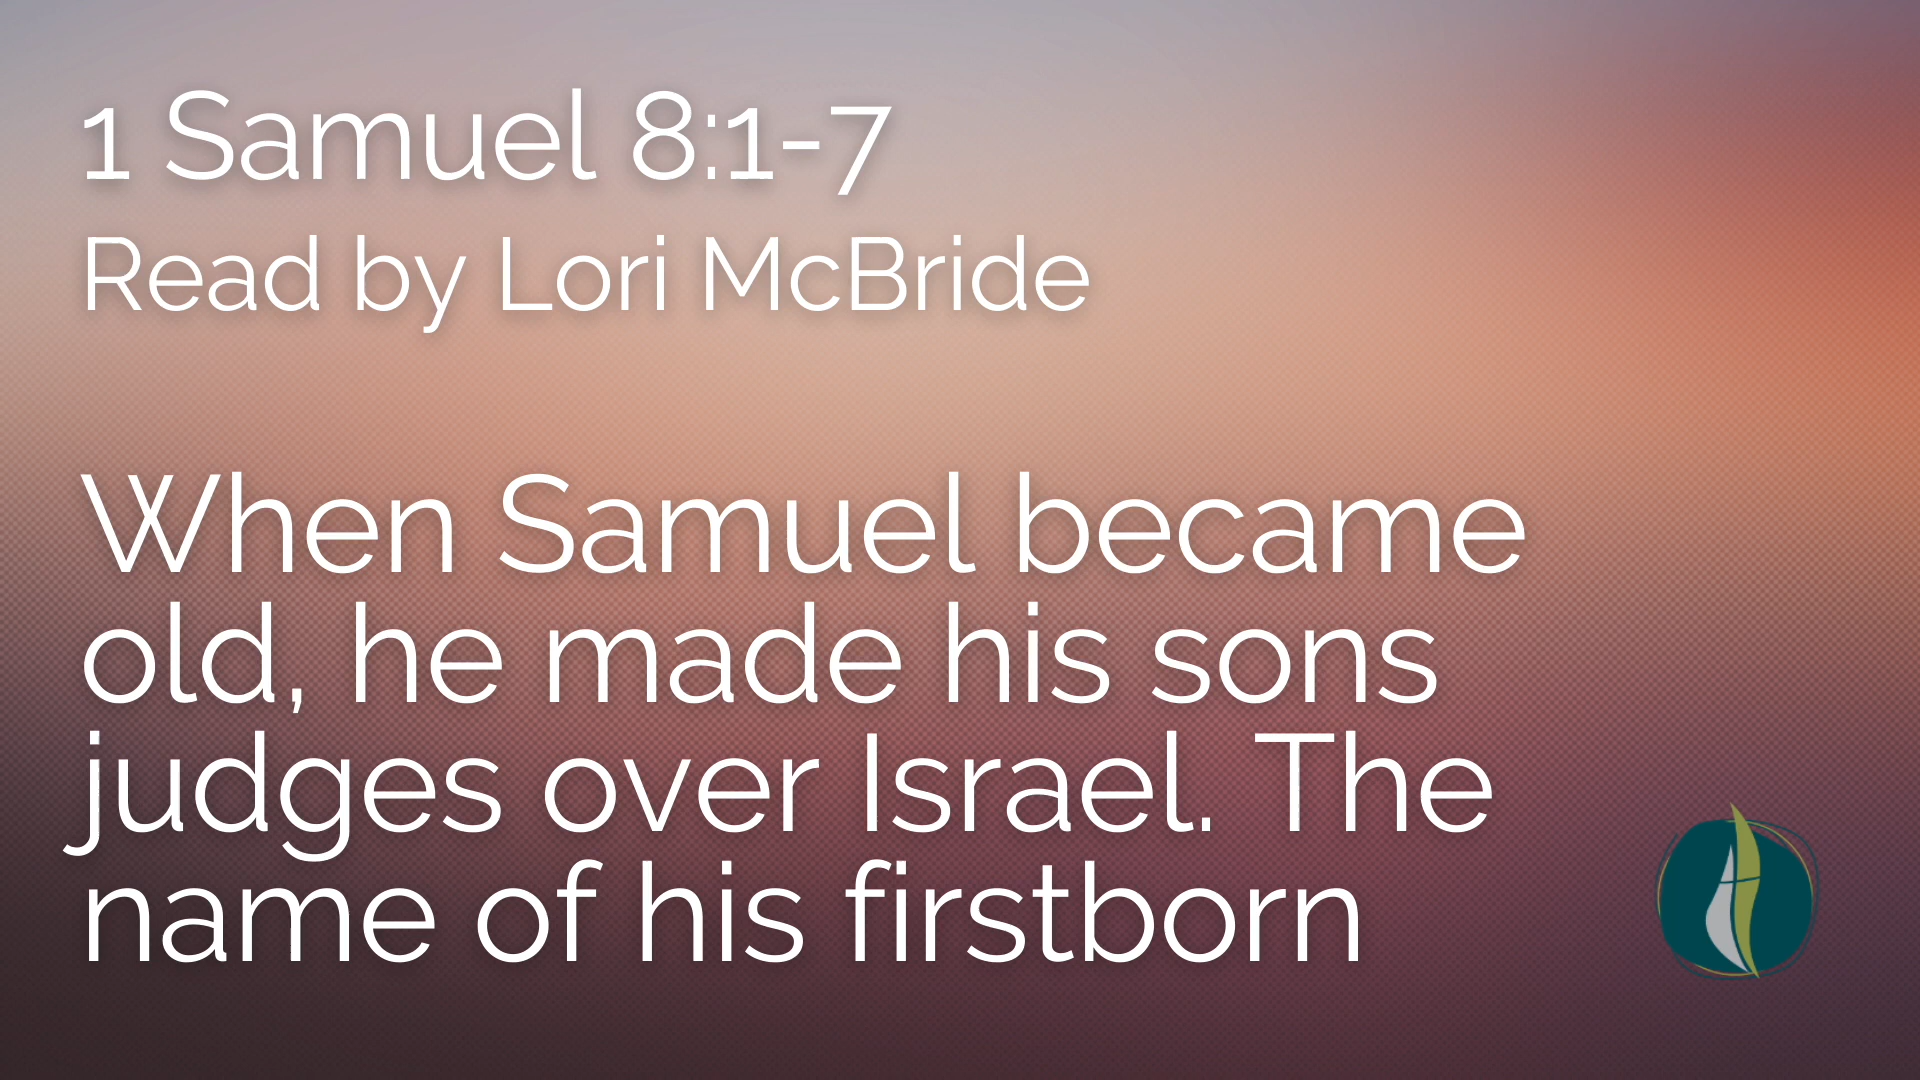 1 Samuel 8:1-7
Read by Lori McBride
When Samuel became
old, he made his sons
judges over Israel. The
name of his firstborn